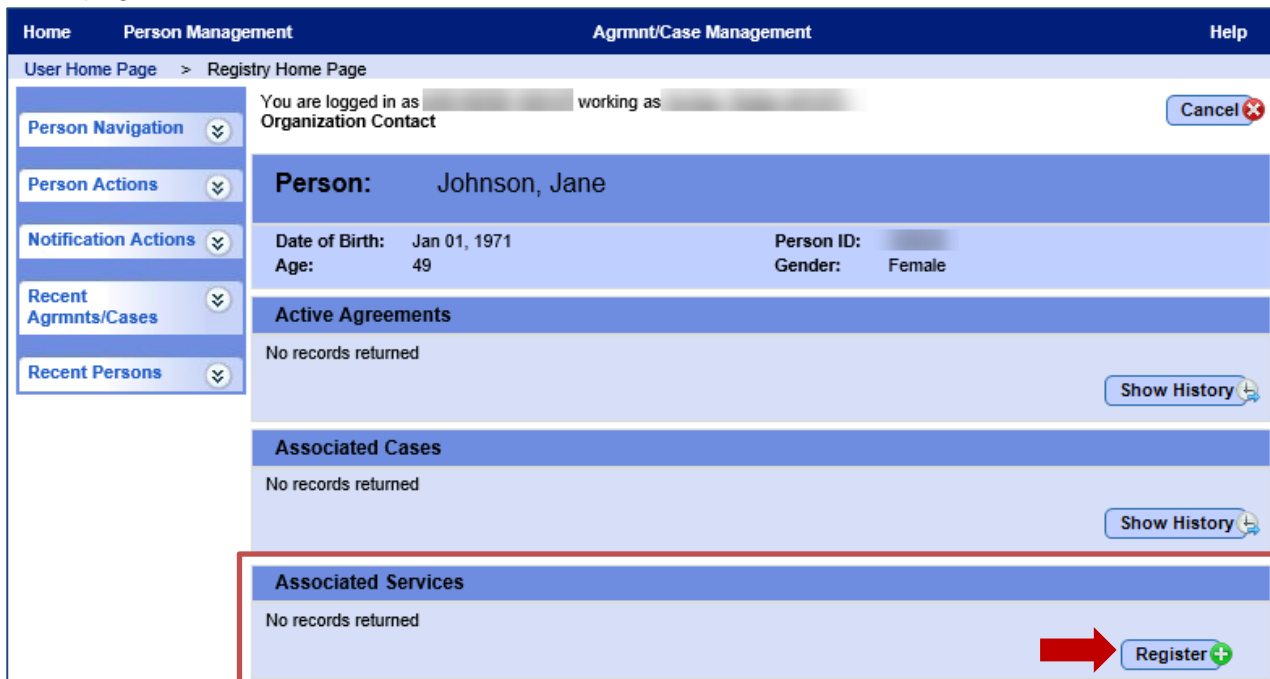 Home Person Management Agrmnt/Case Management Help
User Home Page > Registry Home Page
You are logged in as working as
Organization Contact
Cancel
Person Navigation
Person Actions
Notification Actions
Recent
Agrmnts/Cases
Recent Persons
Person: Johnson, Jane
Date of Birth: Jan 01, 1971 Person ID:
Age: 49 Gender: Female
Active Agreements
No records returned
Show History
Associated Cases
No records returned
Show History
Associated Services
No records returned
Register